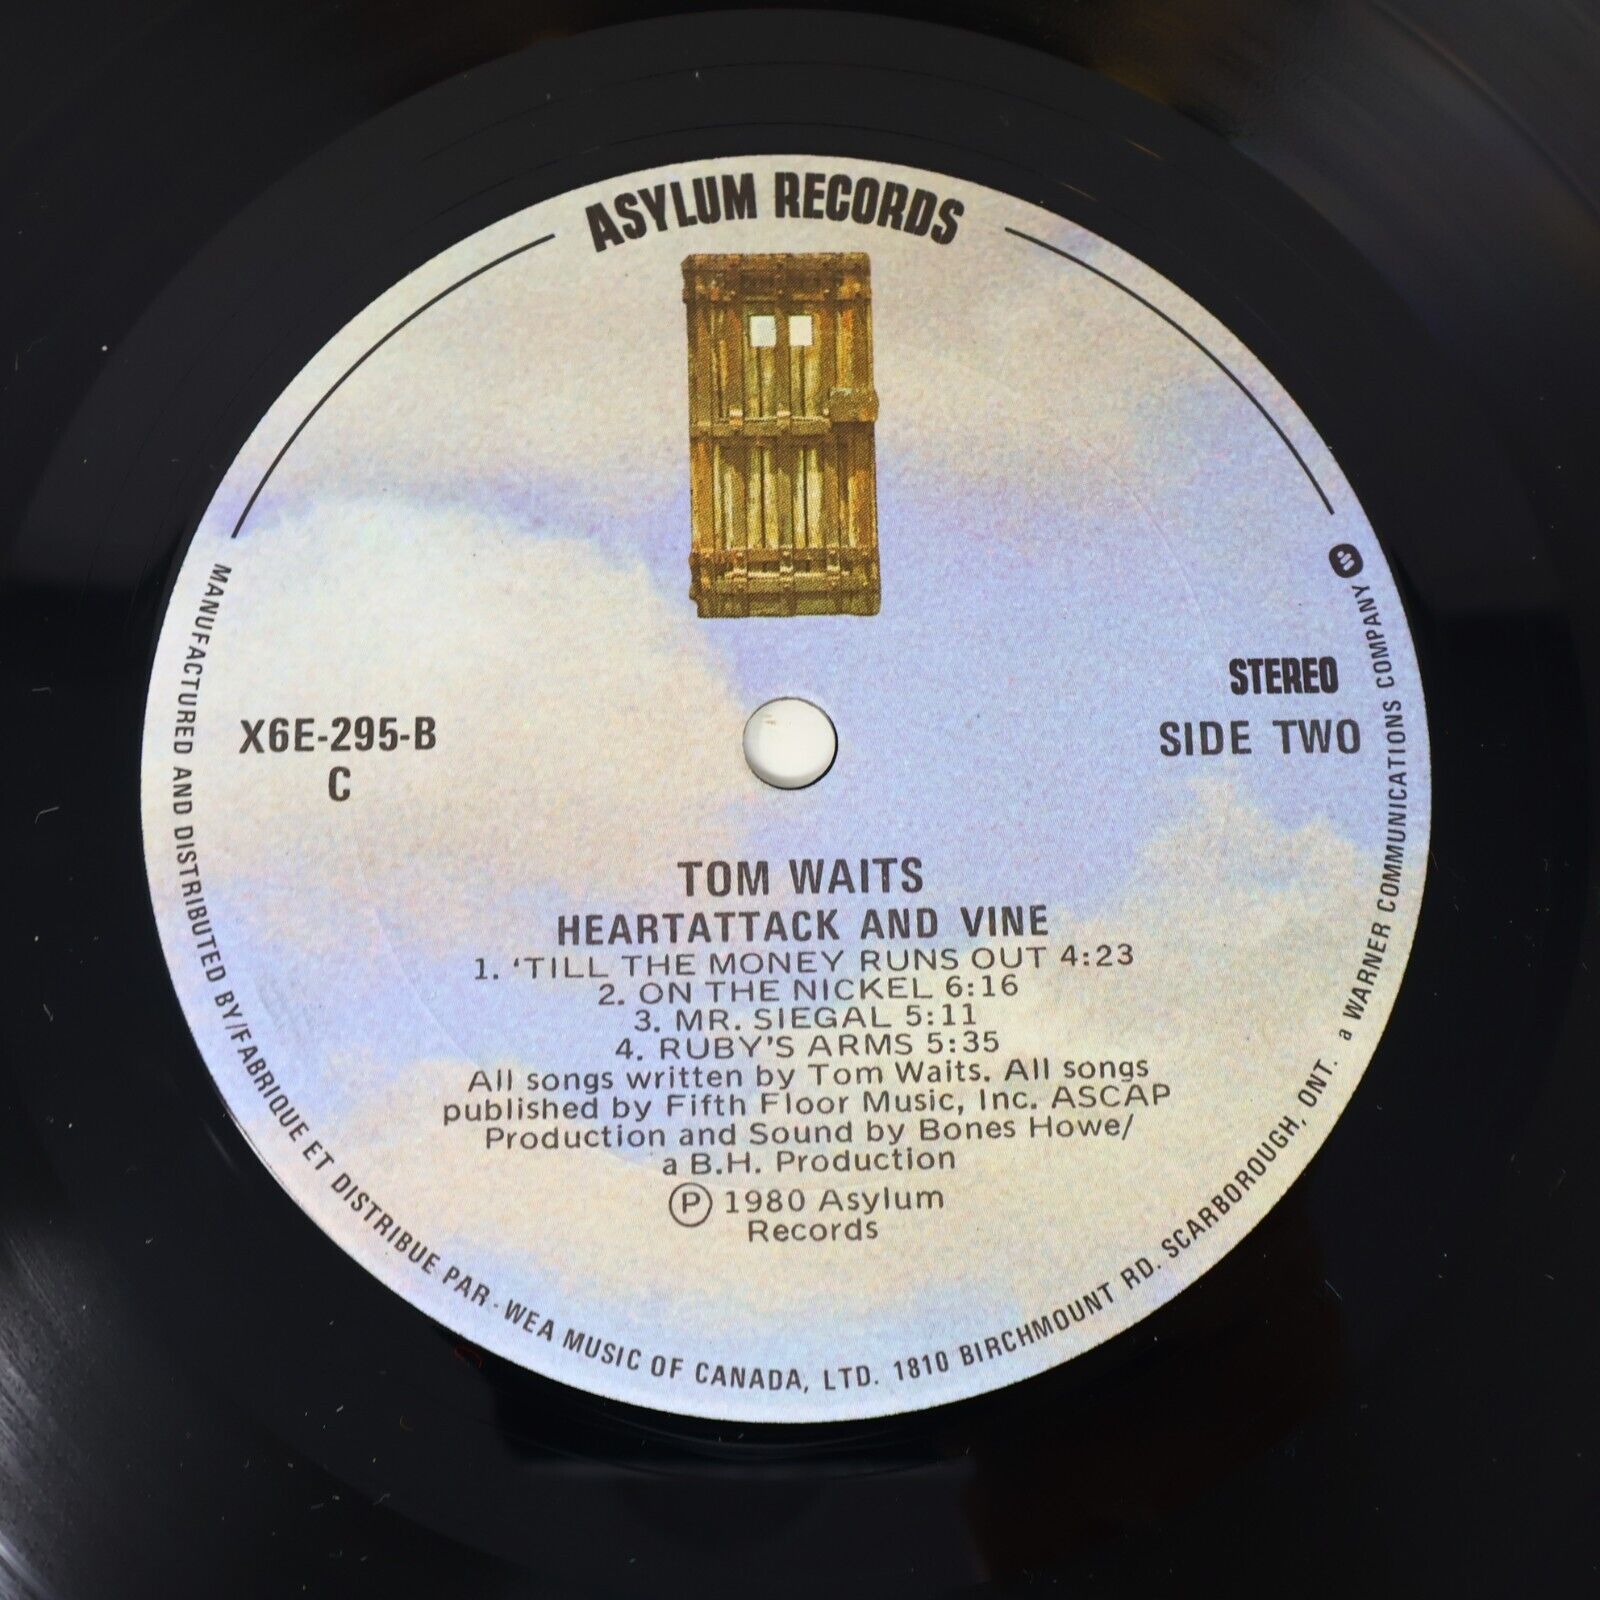 ASYLUM RECORDS
STEREO
X6E-295-B
C
SIDE TWO
TOM WAITS
HEARTATTACK AND VINE
1. 'TILL THE MONEY RUNS OUT 4:23
2. ON THE NICKEL 6:16
3. MR. SIEGAL 5:11
4. RUBY'S ARMS 5:35
All songs written by Tom Waits. All songs
published by Fifth Floor Music, Inc. ASCAP
Production and Sound by Bones Howe/
a B.H. Production
Ⓟ 1980 Asylum
Records
MANUFACTURED AND DISTRIBUTED BY/FABRIQUE ET DISTRIBUE PAR · WEA MUSIC OF CANADA, LTD. 1810 BIRCHMOUNT RD. SCARBOROUGH, ONT. a WARNER COMMUNICATIONS COMPANY